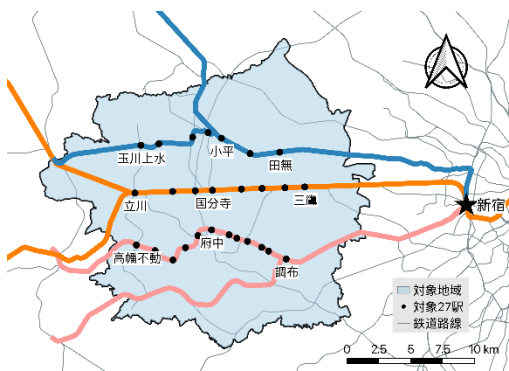 小平
玉川上水
田無
立川
国分寺
三鷹
新宿
府中
高幡不動
調布
対象地域
対象27駅
鉄道路線
0 2.5 5 7.5 10 km